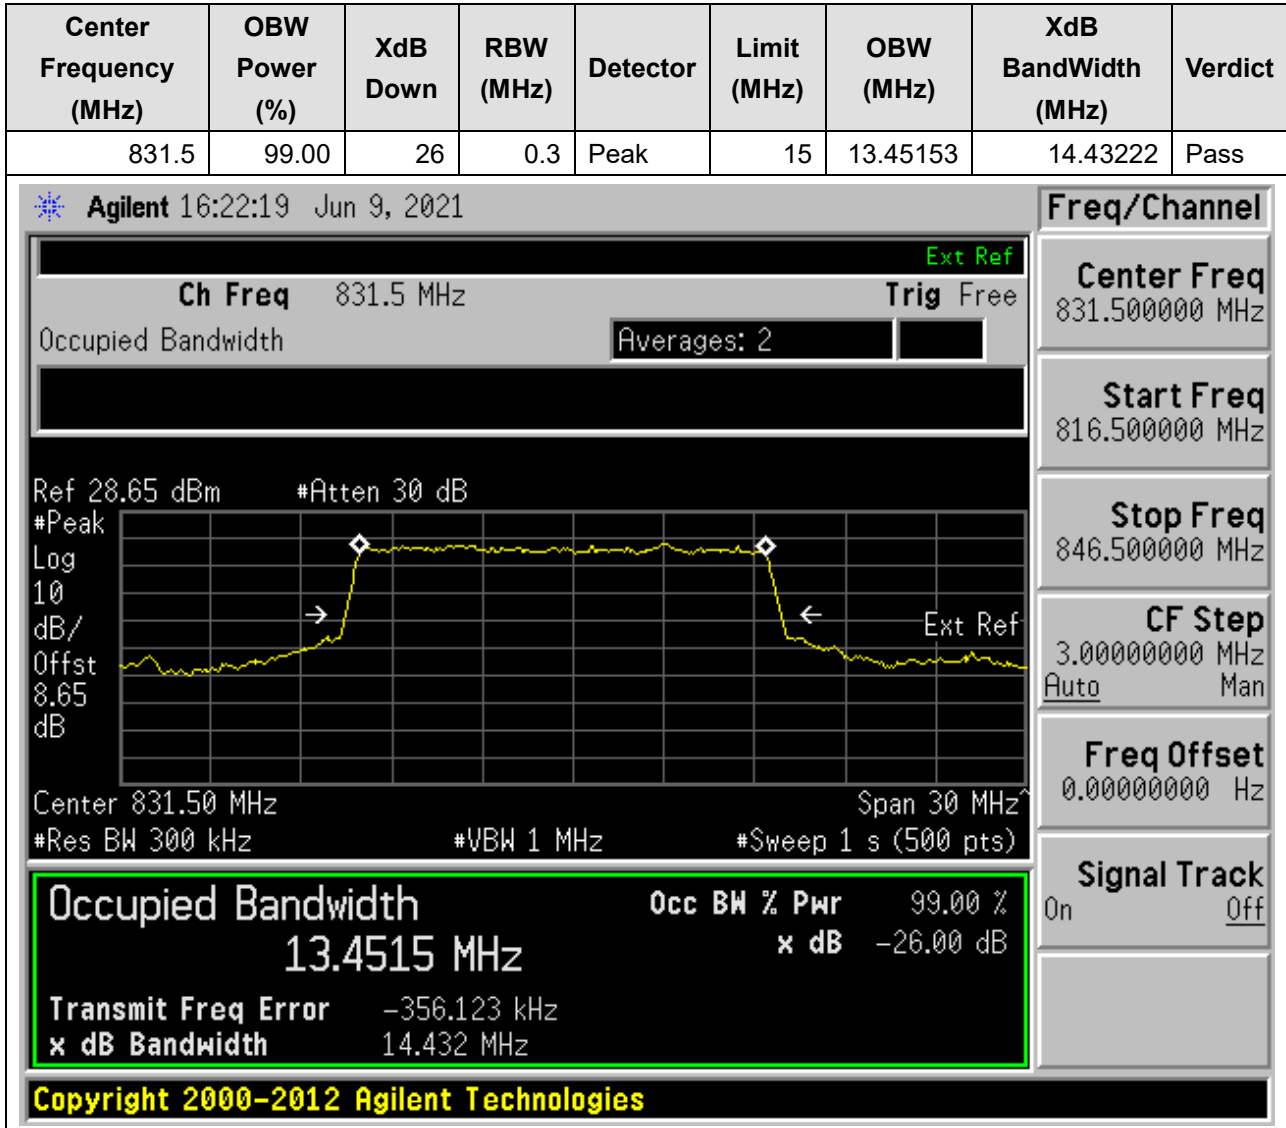 Center Frequency (MHz) OBW Power (%) XdB Down RBW (MHz) Detector Limit (MHz) OBW (MHz) XdB BandWidth (MHz) Verdict
831.5 99.00 26 0.3 Peak 15 13.45153 14.43222 Pass
Agilent 16:22:19 Jun 9, 2021
Freq/Channel
Ext Ref
Ch Freq 831.5 MHz Trig Free
Occupied Bandwidth Averages: 2
Center Freq
831.500000 MHz
Start Freq
816.500000 MHz
Stop Freq
846.500000 MHz
CF Step
3.00000000 MHz
Auto Man
Freq Offset
0.00000000 Hz
Signal Track
On Off
Ref 28.65 dBm #Atten 30 dB
#Peak
Log
10
dB/
Offst
8.65
dB
Ext Ref
Center 831.50 MHz Span 30 MHz^
#Res BW 300 kHz #VBW 1 MHz #Sweep 1 s (500 pts)
Occupied Bandwidth Occ BW % Pwr 99.00 %
13.4515 MHz x dB -26.00 dB
Transmit Freq Error -356.123 kHz
x dB Bandwidth 14.432 MHz
Copyright 2000-2012 Agilent Technologies